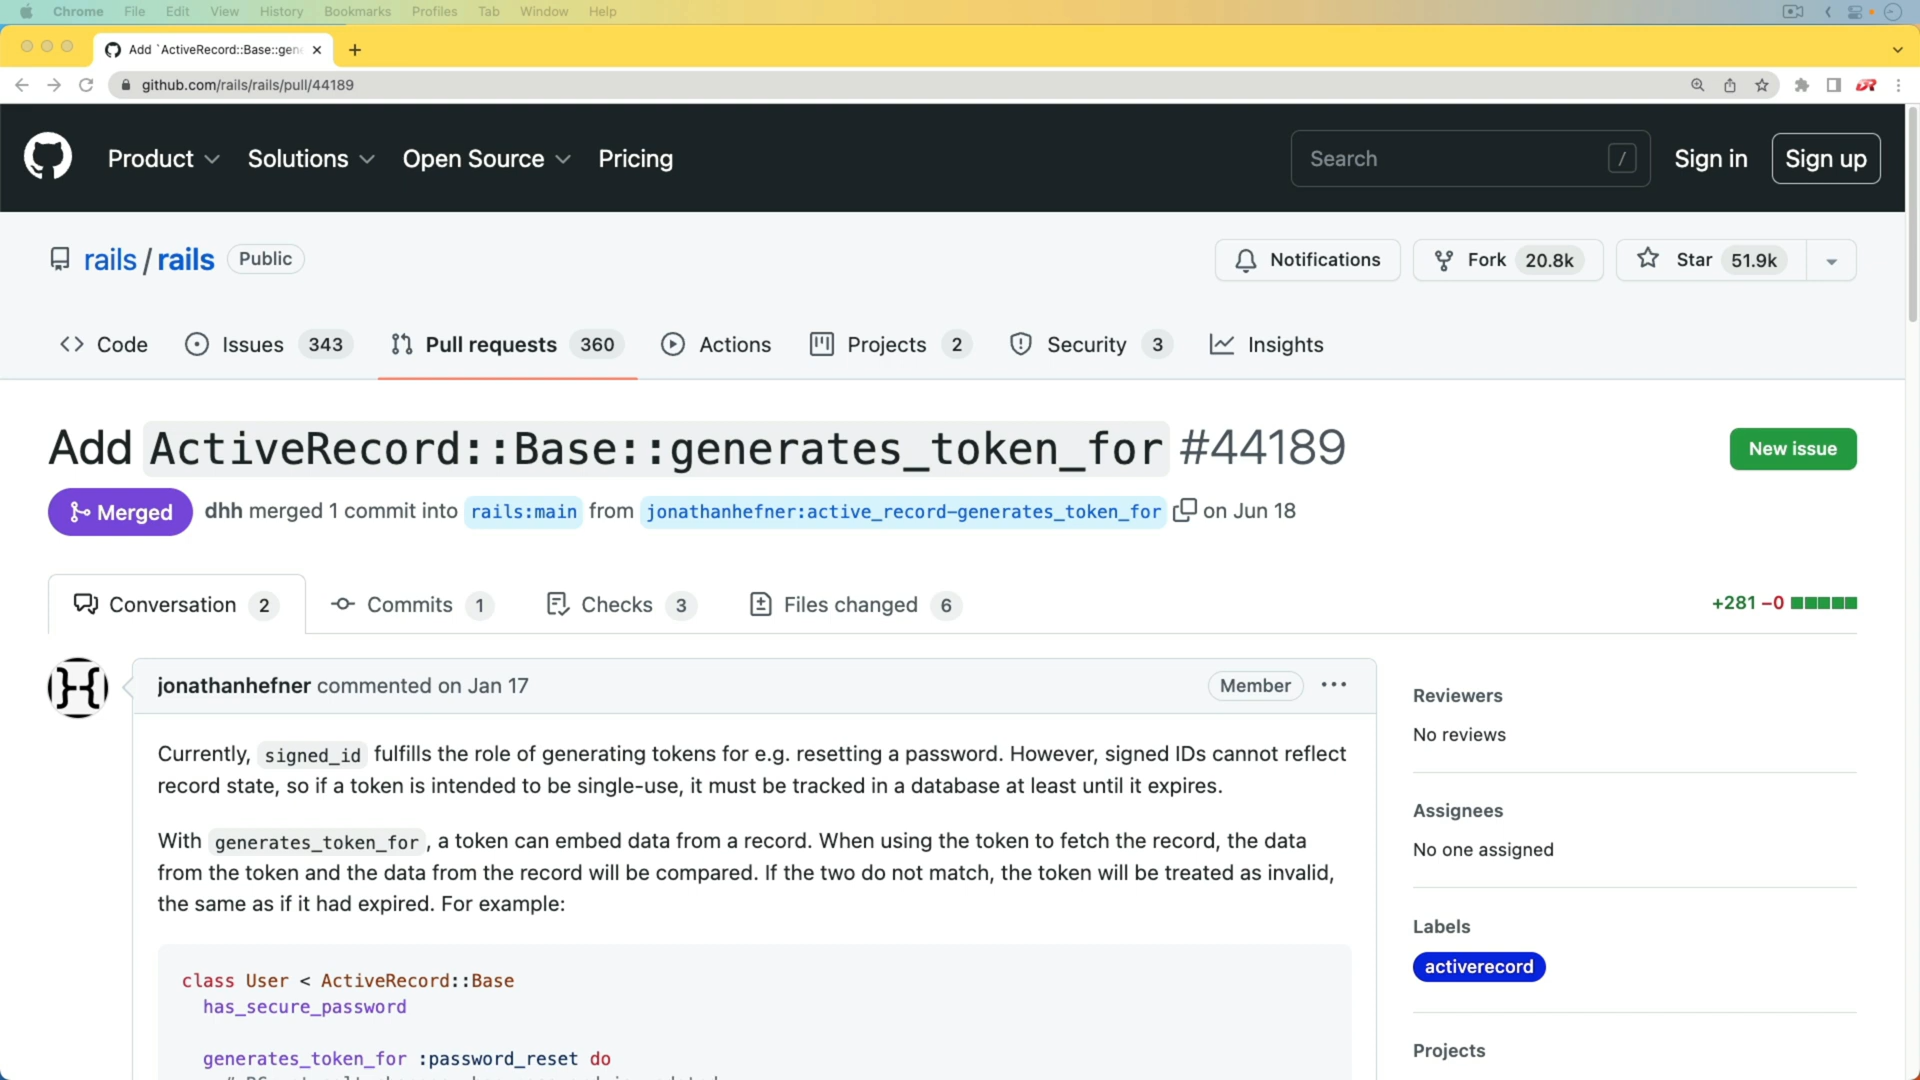 Chrome File Edit View History Bookmarks Profiles Tab Window Help
Add `ActiveRecord::Base::gene
github.com/rails/rails/pull/44189
Product Solutions Open Source Pricing Search / Sign in Sign up
rails / rails Public Notifications Fork 20.8k Star 51.9k
Code Issues 343 Pull requests 360 Actions Projects 2 Security 3 Insights
Add ActiveRecord::Base::generates_token_for #44189 New issue
Merged dhh merged 1 commit into rails:main from jonathanhefner:active_record-generates_token_for on Jun 18
Conversation 2 Commits 1 Checks 3 Files changed 6 +281 −0
jonathanhefner commented on Jan 17 Member
Currently, signed_id fulfills the role of generating tokens for e.g. resetting a password. However, signed IDs cannot reflect
record state, so if a token is intended to be single-use, it must be tracked in a database at least until it expires.
With generates_token_for , a token can embed data from a record. When using the token to fetch the record, the data
from the token and the data from the record will be compared. If the two do not match, the token will be treated as invalid,
the same as if it had expired. For example:
class User < ActiveRecord::Base
has_secure_password
generates_token_for :password_reset do
Reviewers
No reviews
Assignees
No one assigned
Labels
activerecord
Projects